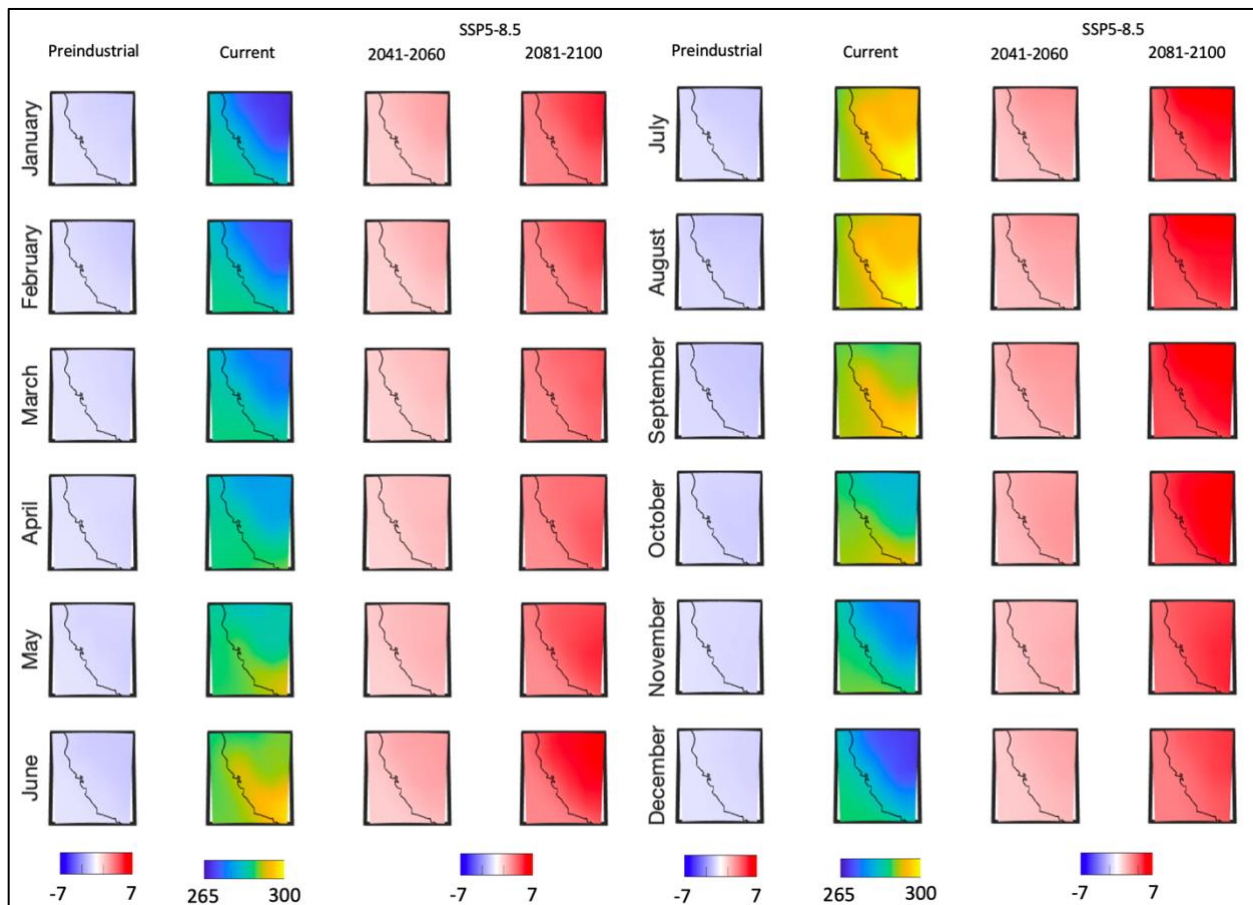 SSP5-8.5 SSP5-8.5
Preindustrial Current 2041-2060 2081-2100 Preindustrial Current 2041-2060 2081-2100
January July
February August
March September
April October
May November
June December
-7 7 265 300 -7 7 -7 7 265 300 -7 7